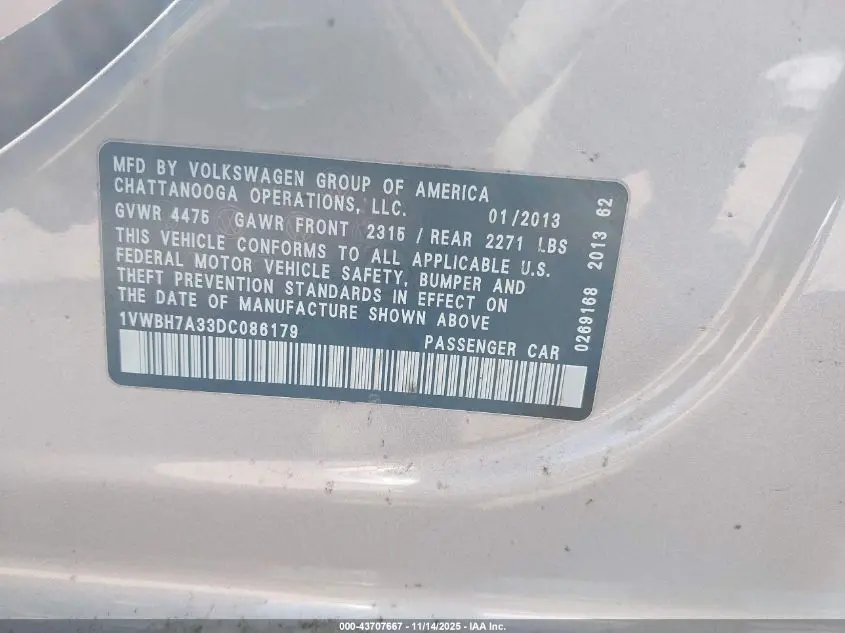 MFD BY VOLKSWAGEN GROUP OF AMERICA
CHATTANOOGA OPERATIONS, LLC. 01/2013
GVWR 4475 GAWR FRONT 2315 / REAR 2271 LBS
THIS VEHICLE CONFORMS TO ALL APPLICABLE U.S.
FEDERAL MOTOR VEHICLE SAFETY, BUMPER AND
THEFT PREVENTION STANDARDS IN EFFECT ON
THE DATE OF MANUFACTURE SHOWN ABOVE
1VWBH7A33DC086179 PASSENGER CAR
0269168 2013 62
000-43707667 - 11/14/2025 - IAA Inc.